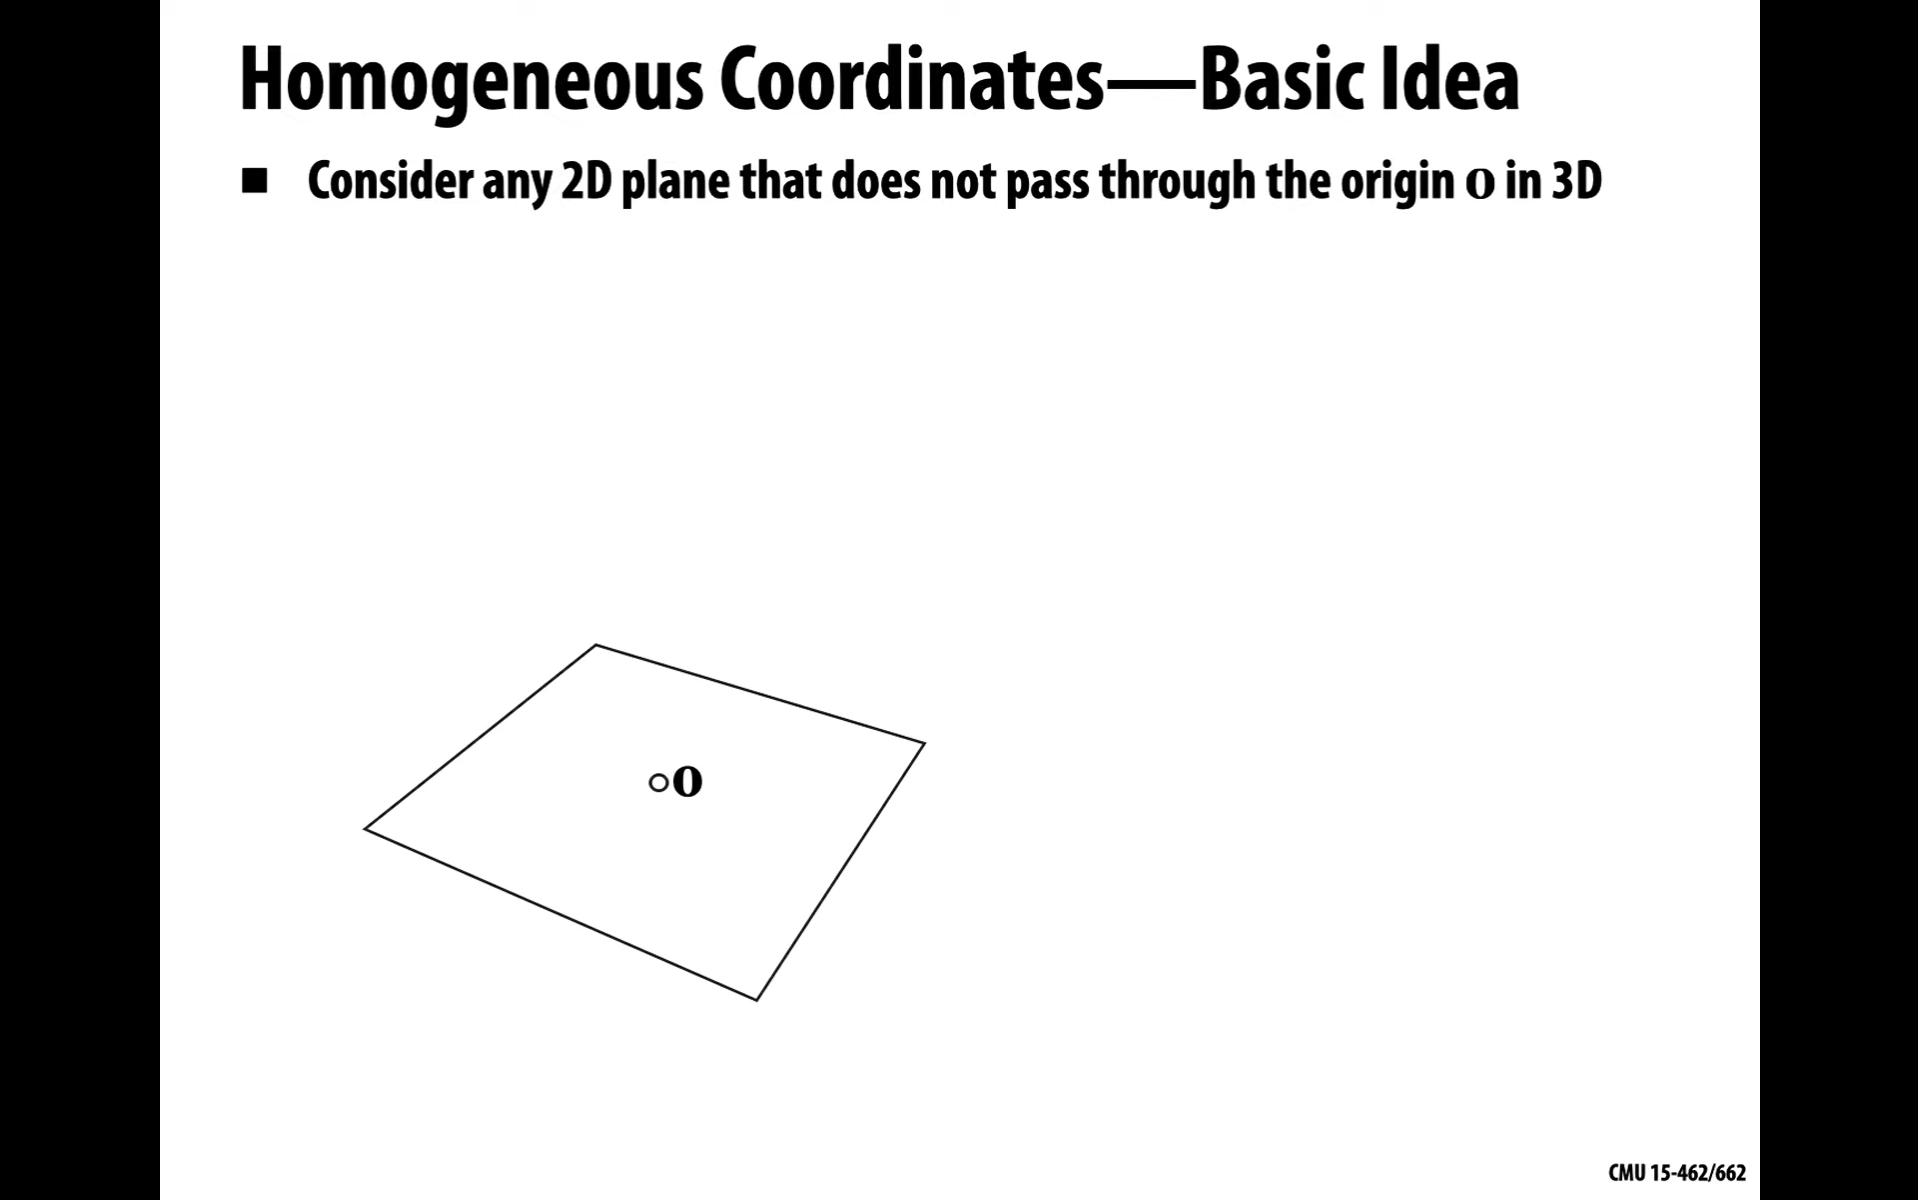 Homogeneous Coordinates—Basic Idea
■ Consider any 2D plane that does not pass through the origin o in 3D
o
CMU 15-462/662